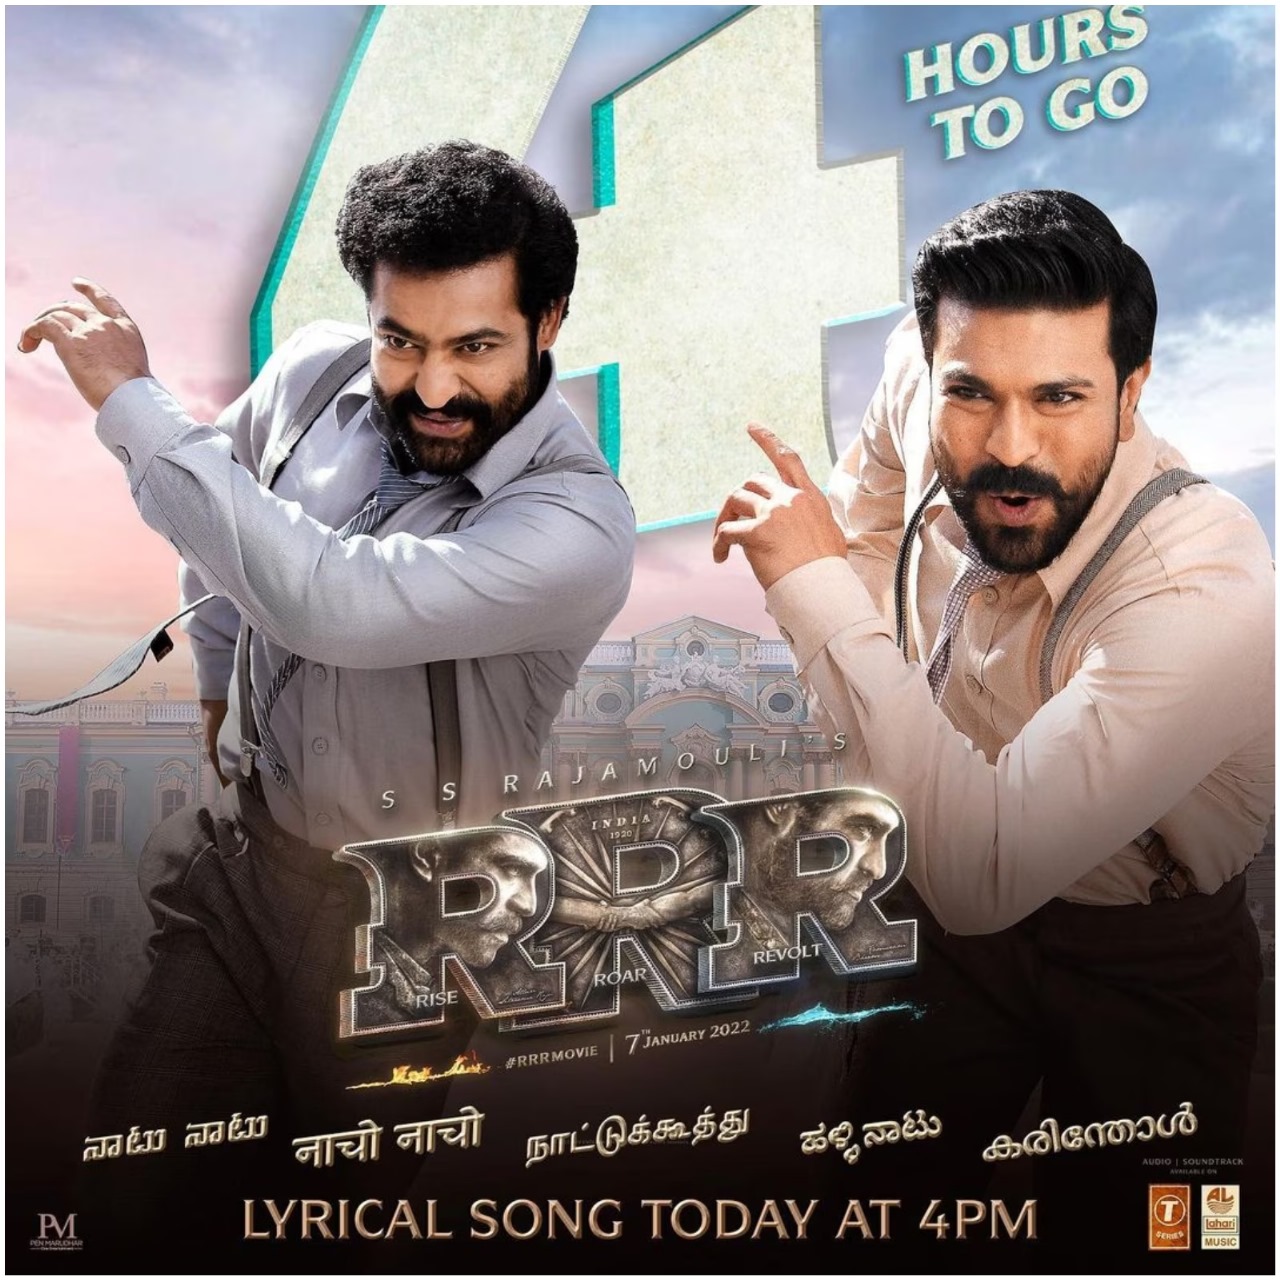 4
HOURS
TO GO
S S RAJAMOULI'S
INDIA
1920
RRR
RISE
ROAR
REVOLT
#RRRMOVIE | 7TH JANUARY 2022
నాటు నాటు
नाचो नाचो
நாட்டுக்கூத்து
ಹಳ್ಳಿ ನಾಟು
കരിന്തോൾ
AUDIO | SOUNDTRACK
AVAILABLE ON
LYRICAL SONG TODAY AT 4PM
PM
PEN MARUDHAR
T
SERIES
lahari
MUSIC